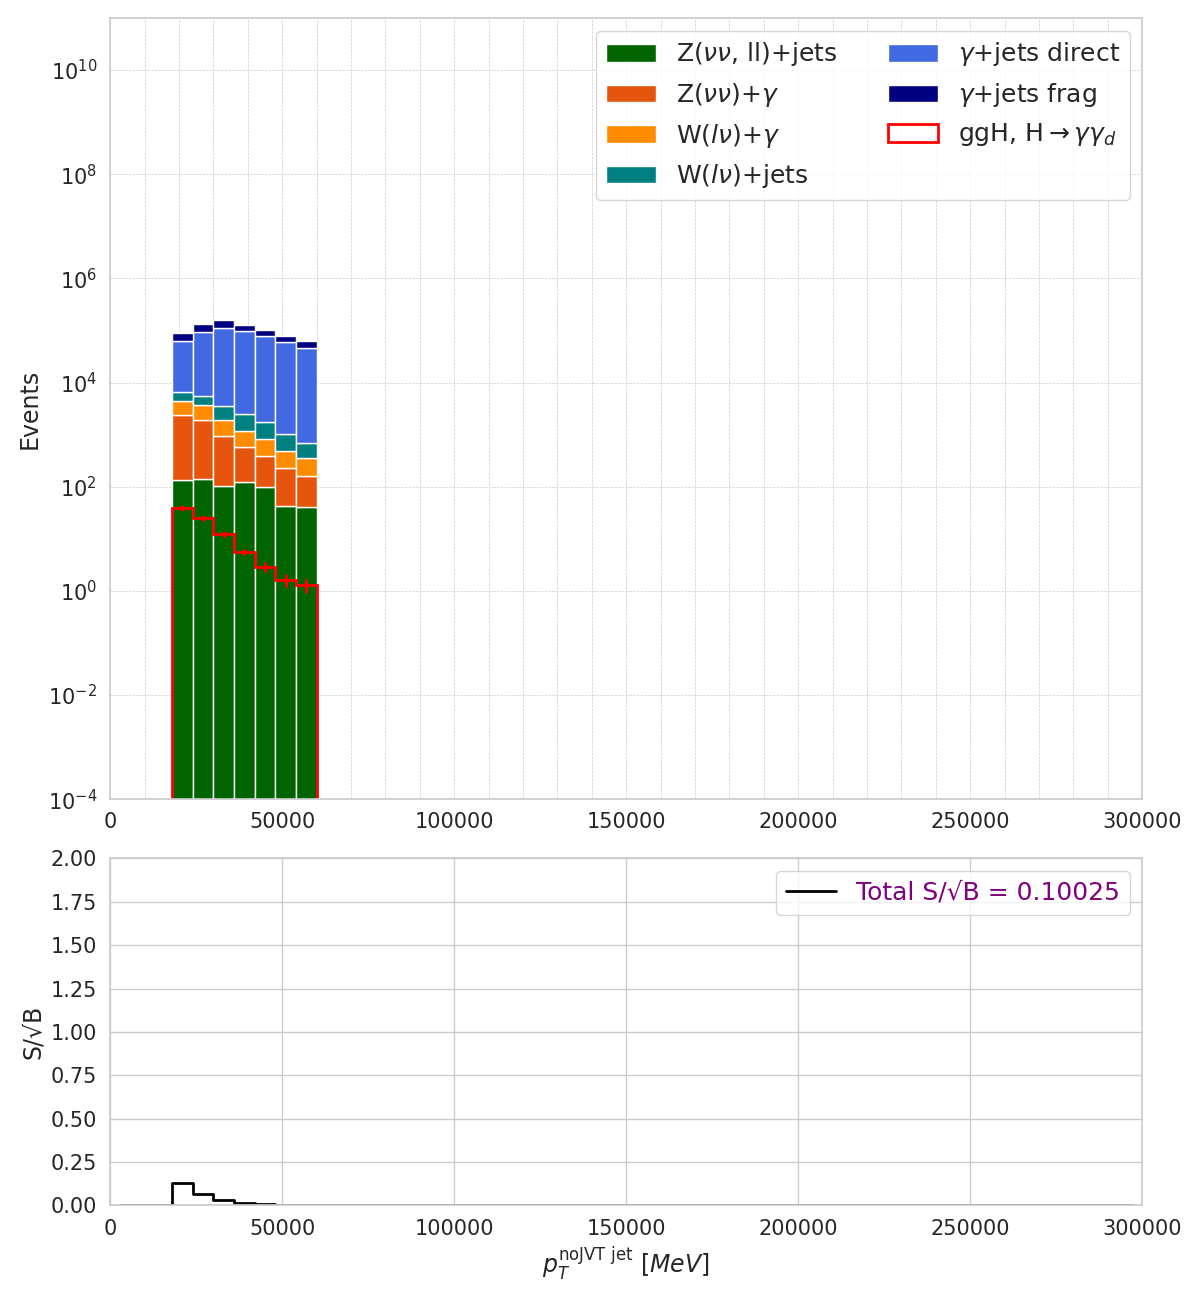 Z(νν, ll)+jets
Z(νν)+γ
W(lν)+γ
W(lν)+jets
γ+jets direct
γ+jets frag
ggH, H→γγ_d
Events
10^10
10^8
10^6
10^4
10^2
10^0
10^−2
10^−4
0 50000 100000 150000 200000 250000 300000
Total S/√B = 0.10025
S/√B
2.00
1.75
1.50
1.25
1.00
0.75
0.50
0.25
0.00
0 50000 100000 150000 200000 250000 300000
p_T^noJVT jet [MeV]